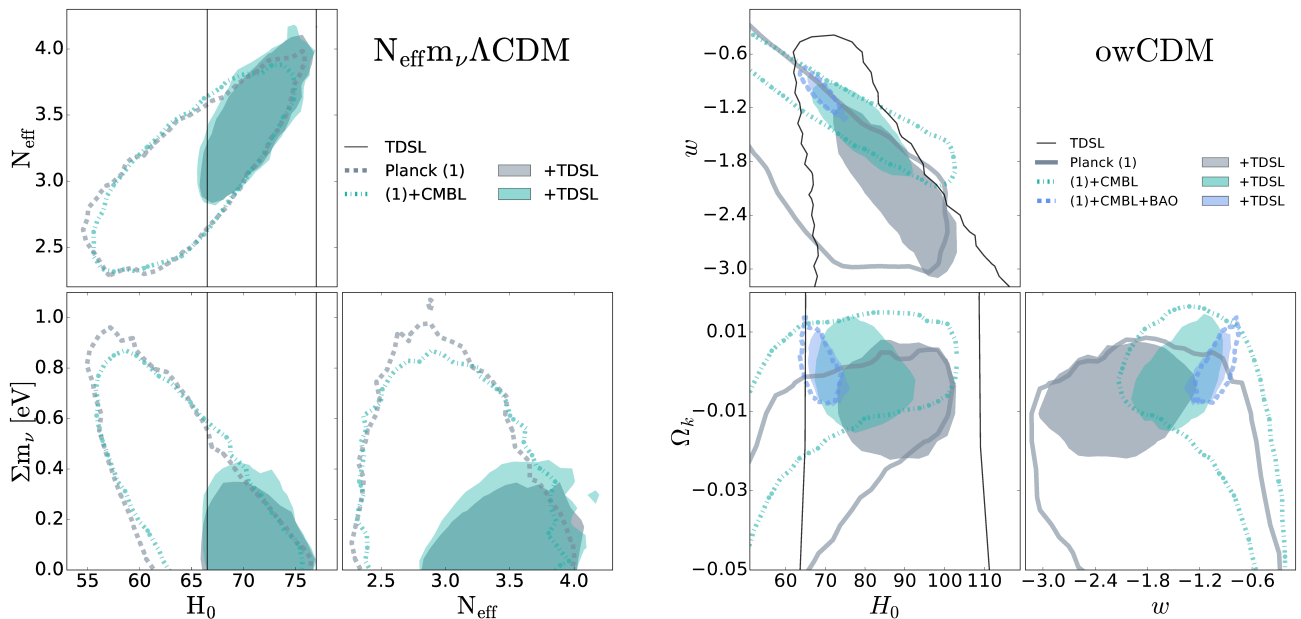 N_eff m_ν ΛCDM
4.0
3.5
3.0
2.5
N_eff
TDSL
Planck (1) +TDSL
(1)+CMBL +TDSL
1.0
0.8
0.6
0.4
0.2
0.0
Σm_ν [eV]
55 60 65 70 75
H_0
2.5 3.0 3.5 4.0
N_eff
owCDM
−0.6
−1.2
−1.8
−2.4
−3.0
w
TDSL
Planck (1) +TDSL
(1)+CMBL +TDSL
(1)+CMBL+BAO +TDSL
0.01
−0.01
−0.03
−0.05
Ω_k
60 70 80 90 100 110
H_0
−3.0 −2.4 −1.8 −1.2 −0.6
w